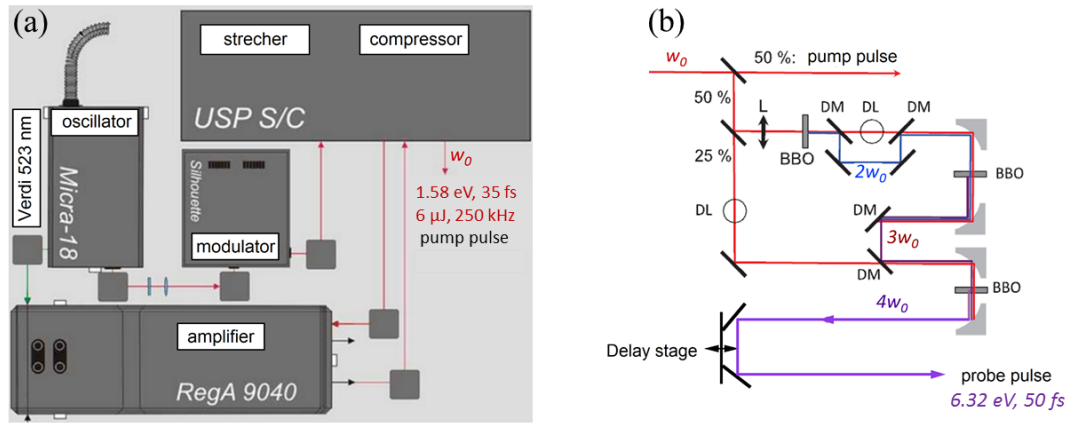 (a)
strecher
compressor
USP S/C
Verdi 523 nm
oscillator
Micra-18
Silhouette
modulator
w0
1.58 eV, 35 fs
6 μJ, 250 kHz
pump pulse
amplifier
RegA 9040
(b)
w0
50 %: pump pulse
50 %
L
DM
DL
DM
25 %
BBO
2w0
BBO
DL
DM
3w0
DM
BBO
4w0
Delay stage
probe pulse
6.32 eV, 50 fs